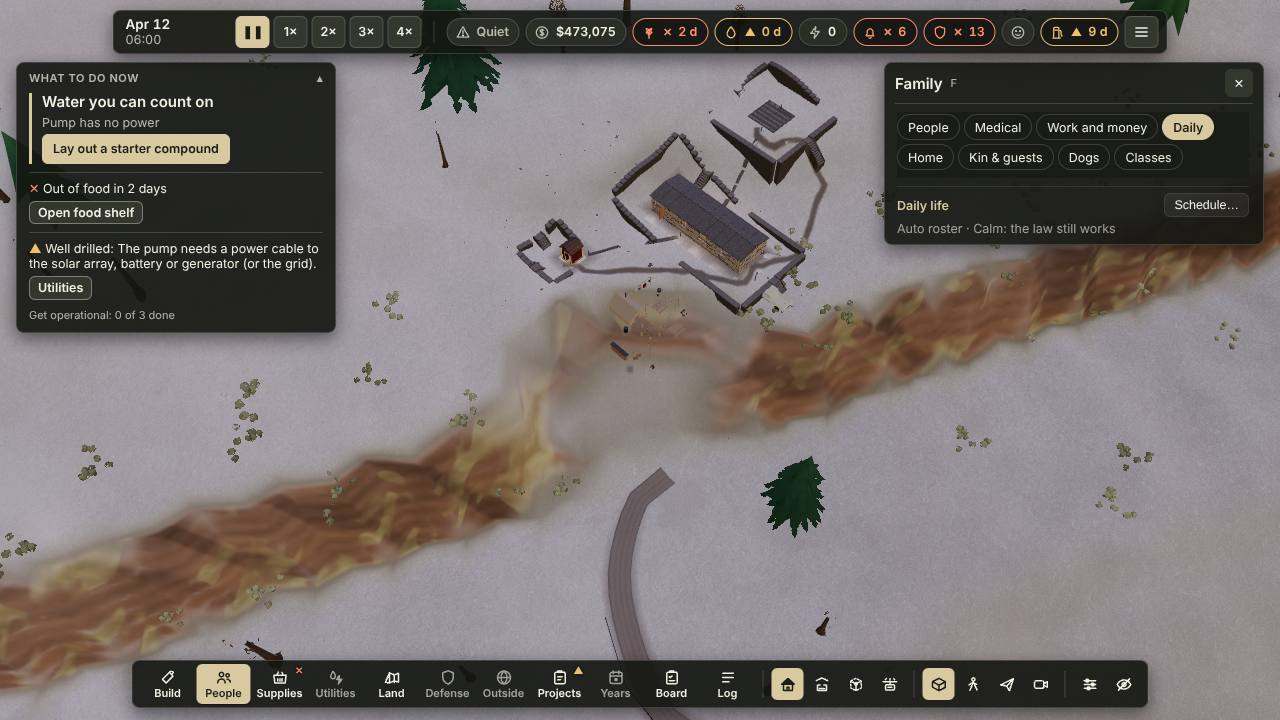 Apr 12
06:00
1×
2×
3×
4×
Quiet
$473,075
× 2 d
0 d
0
× 6
× 13
9 d
WHAT TO DO NOW
Water you can count on
Pump has no power
Lay out a starter compound
× Out of food in 2 days
Open food shelf
Well drilled: The pump needs a power cable to
the solar array, battery or generator (or the grid).
Utilities
Get operational: 0 of 3 done
Family F
People
Medical
Work and money
Daily
Home
Kin & guests
Dogs
Classes
Daily life
Schedule...
Auto roster · Calm: the law still works
Build
People
Supplies
Utilities
Land
Defense
Outside
Projects
Years
Board
Log